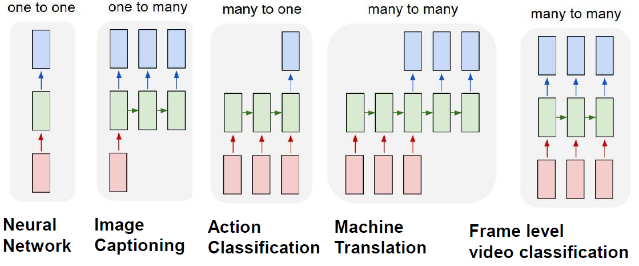 one to one
one to many
many to one
many to many
many to many
Neural
Network
Image
Captioning
Action
Classification
Machine
Translation
Frame level
video classification